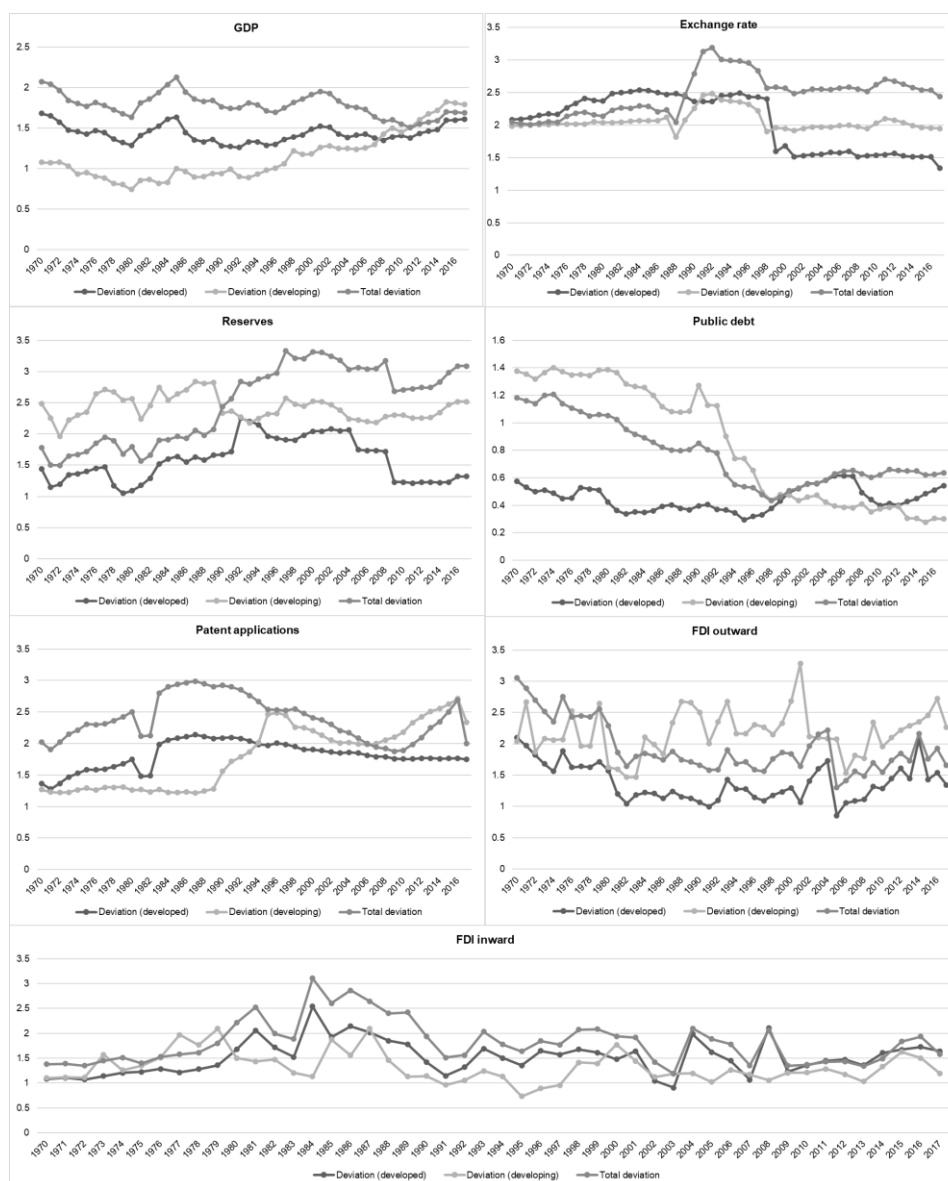 GDP
2.5
2
1.5
1
0.5
0
1970 1972 1974 1976 1978 1980 1982 1984 1986 1988 1990 1992 1994 1996 1998 2000 2002 2004 2006 2008 2010 2012 2014 2016
Deviation (developed) Deviation (developing) Total deviation
Exchange rate
3.5
3
2.5
2
1.5
1
0.5
0
1970 1972 1974 1976 1978 1980 1982 1984 1986 1988 1990 1992 1994 1996 1998 2000 2002 2004 2006 2008 2010 2012 2014 2016
Deviation (developed) Deviation (developing) Total deviation
Reserves
3.5
3
2.5
2
1.5
1
0.5
0
1970 1972 1974 1976 1978 1980 1982 1984 1986 1988 1990 1992 1994 1996 1998 2000 2002 2004 2006 2008 2010 2012 2014 2016
Deviation (developed) Deviation (developing) Total deviation
Public debt
1.6
1.4
1.2
1
0.8
0.6
0.4
0.2
0
1970 1972 1974 1976 1978 1980 1982 1984 1986 1988 1990 1992 1994 1996 1998 2000 2002 2004 2006 2008 2010 2012 2014 2016
Deviation (developed) Deviation (developing) Total deviation
Patent applications
3.5
3
2.5
2
1.5
1
0.5
0
1970 1972 1974 1976 1978 1980 1982 1984 1986 1988 1990 1992 1994 1996 1998 2000 2002 2004 2006 2008 2010 2012 2014 2016
Deviation (developed) Deviation (developing) Total deviation
FDI outward
3.5
3
2.5
2
1.5
1
0.5
0
1970 1972 1974 1976 1978 1980 1982 1984 1986 1988 1990 1992 1994 1996 1998 2000 2002 2004 2006 2008 2010 2012 2014 2016
Deviation (developed) Deviation (developing) Total deviation
FDI inward
3.5
3
2.5
2
1.5
1
0.5
0
1970 1971 1972 1973 1974 1975 1976 1977 1978 1979 1980 1981 1982 1983 1984 1985 1986 1987 1988 1989 1990 1991 1992 1993 1994 1995 1996 1997 1998 1999 2000 2001 2002 2003 2004 2005 2006 2007 2008 2009 2010 2011 2012 2013 2014 2015 2016 2017
Deviation (developed) Deviation (developing) Total deviation